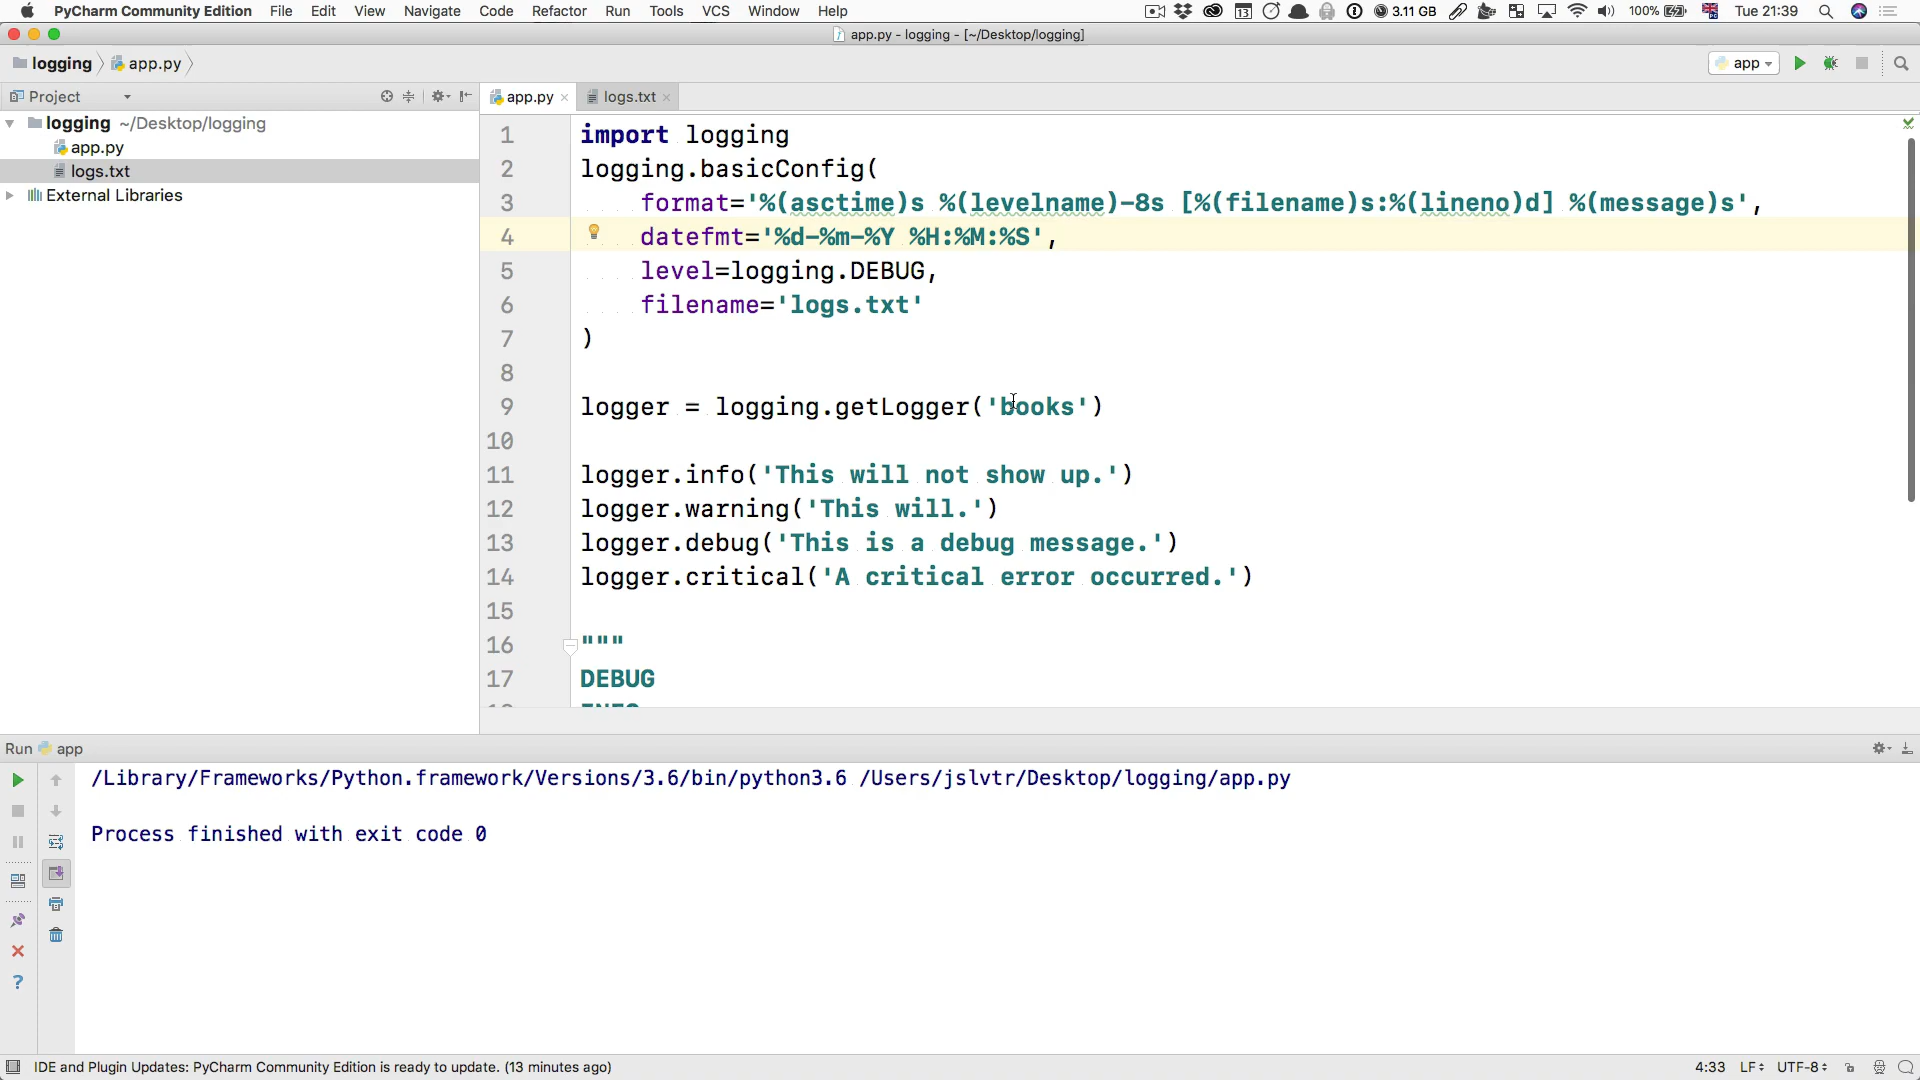 PyCharm Community Edition File Edit View Navigate Code Refactor Run Tools VCS Window Help 13 3.11 GB 100% Tue 21:39
app.py - logging - [~/Desktop/logging]
logging app.py app
Project app.py logs.txt
logging ~/Desktop/logging
app.py
logs.txt
External Libraries
1 import logging
2 logging.basicConfig(
3 format='%(asctime)s %(levelname)-8s [%(filename)s:%(lineno)d] %(message)s',
4 datefmt='%d-%m-%Y %H:%M:%S',
5 level=logging.DEBUG,
6 filename='logs.txt'
7 )
8
9 logger = logging.getLogger('books')
10
11 logger.info('This will not show up.')
12 logger.warning('This will.')
13 logger.debug('This is a debug message.')
14 logger.critical('A critical error occurred.')
15
16 """
17 DEBUG
Run app
/Library/Frameworks/Python.framework/Versions/3.6/bin/python3.6 /Users/jslvtr/Desktop/logging/app.py
Process finished with exit code 0
IDE and Plugin Updates: PyCharm Community Edition is ready to update. (13 minutes ago) 4:33 LF UTF-8